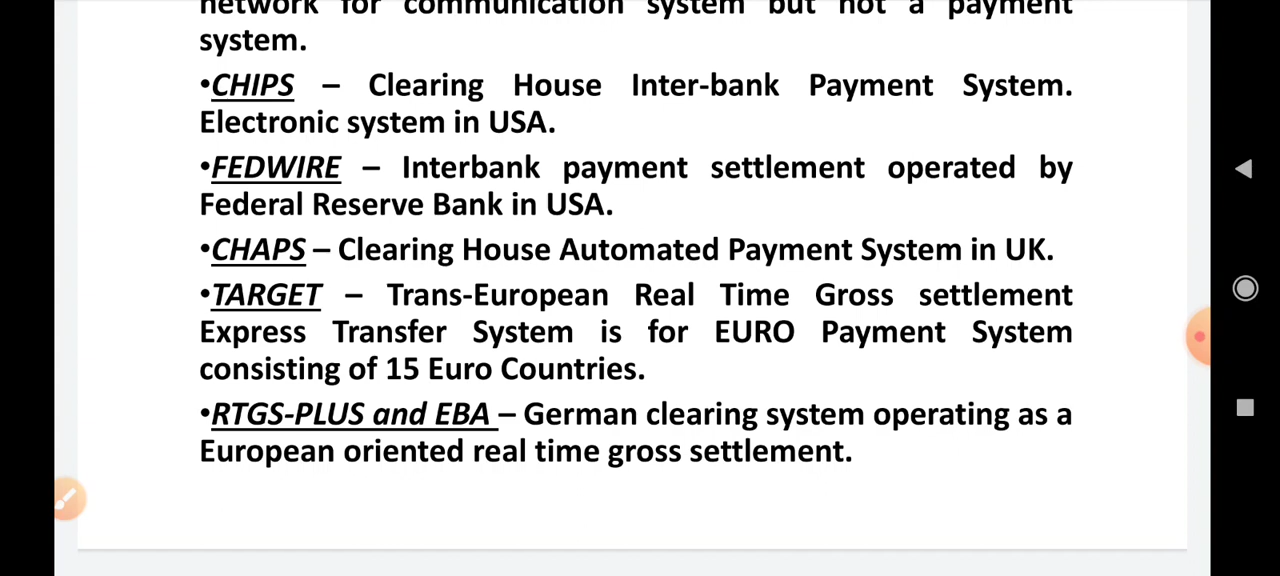 network for communication system but not a payment
system.
•CHIPS – Clearing House Inter-bank Payment System.
Electronic system in USA.
•FEDWIRE – Interbank payment settlement operated by
Federal Reserve Bank in USA.
•CHAPS – Clearing House Automated Payment System in UK.
•TARGET – Trans-European Real Time Gross settlement
Express Transfer System is for EURO Payment System
consisting of 15 Euro Countries.
•RTGS-PLUS and EBA – German clearing system operating as a
European oriented real time gross settlement.